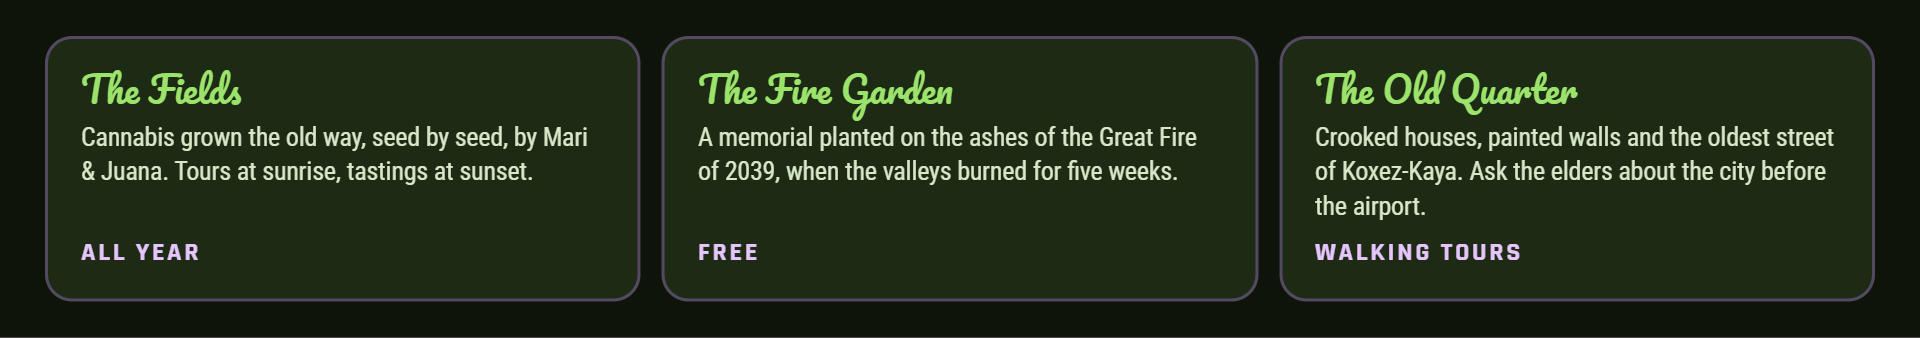 The Fields
Cannabis grown the old way, seed by seed, by Mari
& Juana. Tours at sunrise, tastings at sunset.
ALL YEAR
The Fire Garden
A memorial planted on the ashes of the Great Fire
of 2039, when the valleys burned for five weeks.
FREE
The Old Quarter
Crooked houses, painted walls and the oldest street
of Koxez-Kaya. Ask the elders about the city before
the airport.
WALKING TOURS